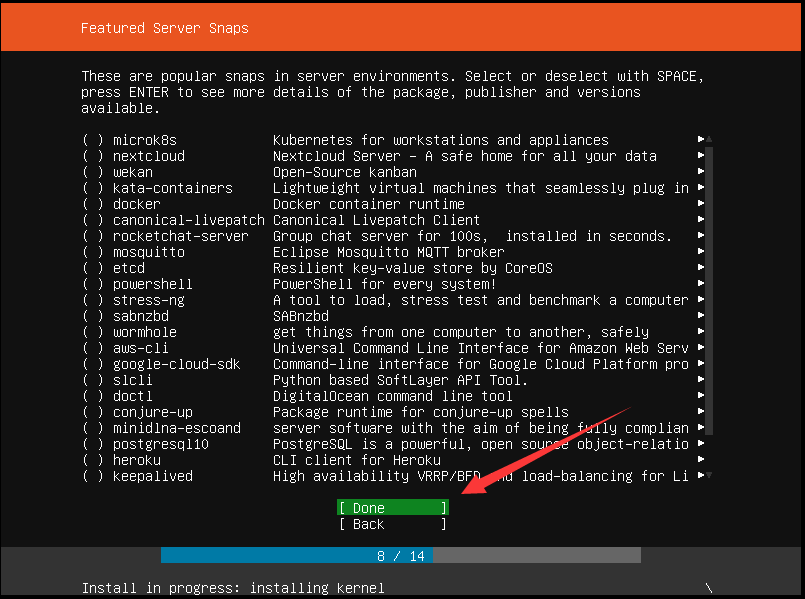 Featured Server Snaps
These are popular snaps in server environments. Select or deselect with SPACE,
press ENTER to see more details of the package, publisher and versions
available.
( ) microk8s Kubernetes for workstations and appliances
( ) nextcloud Nextcloud Server - A safe home for all your data
( ) wekan Open-Source kanban
( ) kata-containers Lightweight virtual machines that seamlessly plug in
( ) docker Docker container runtime
( ) canonical-livepatch Canonical Livepatch Client
( ) rocketchat-server Group chat server for 100s, installed in seconds.
( ) mosquitto Eclipse Mosquitto MQTT broker
( ) etcd Resilient key-value store by CoreOS
( ) powershell PowerShell for every system!
( ) stress-ng A tool to load, stress test and benchmark a computer
( ) sabnzbd SABnzbd
( ) wormhole get things from one computer to another, safely
( ) aws-cli Universal Command Line Interface for Amazon Web Serv
( ) google-cloud-sdk Command-line interface for Google Cloud Platform pro
( ) slcli Python based SoftLayer API Tool.
( ) doctl DigitalOcean command line tool
( ) conjure-up Package runtime for conjure-up spells
( ) minidlna-escoand server software with the aim of being fully complian
( ) postgresql10 PostgreSQL is a powerful, open source object-relatio
( ) heroku CLI client for Heroku
( ) keepalived High availability VRRP/BFD and load-balancing for Li
[ Done ]
[ Back ]
8 / 14
Install in progress: installing kernel \